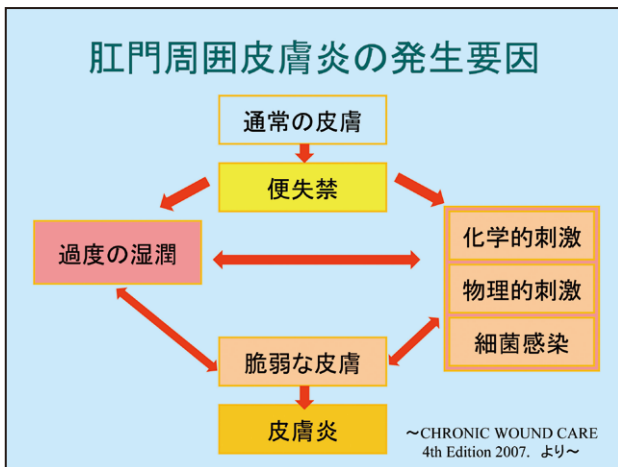 肛門周囲皮膚炎の発生要因
通常の皮膚
便失禁
過度の湿潤
化学的刺激
物理的刺激
細菌感染
脆弱な皮膚
皮膚炎
～CHRONIC WOUND CARE
4th Edition 2007. より～